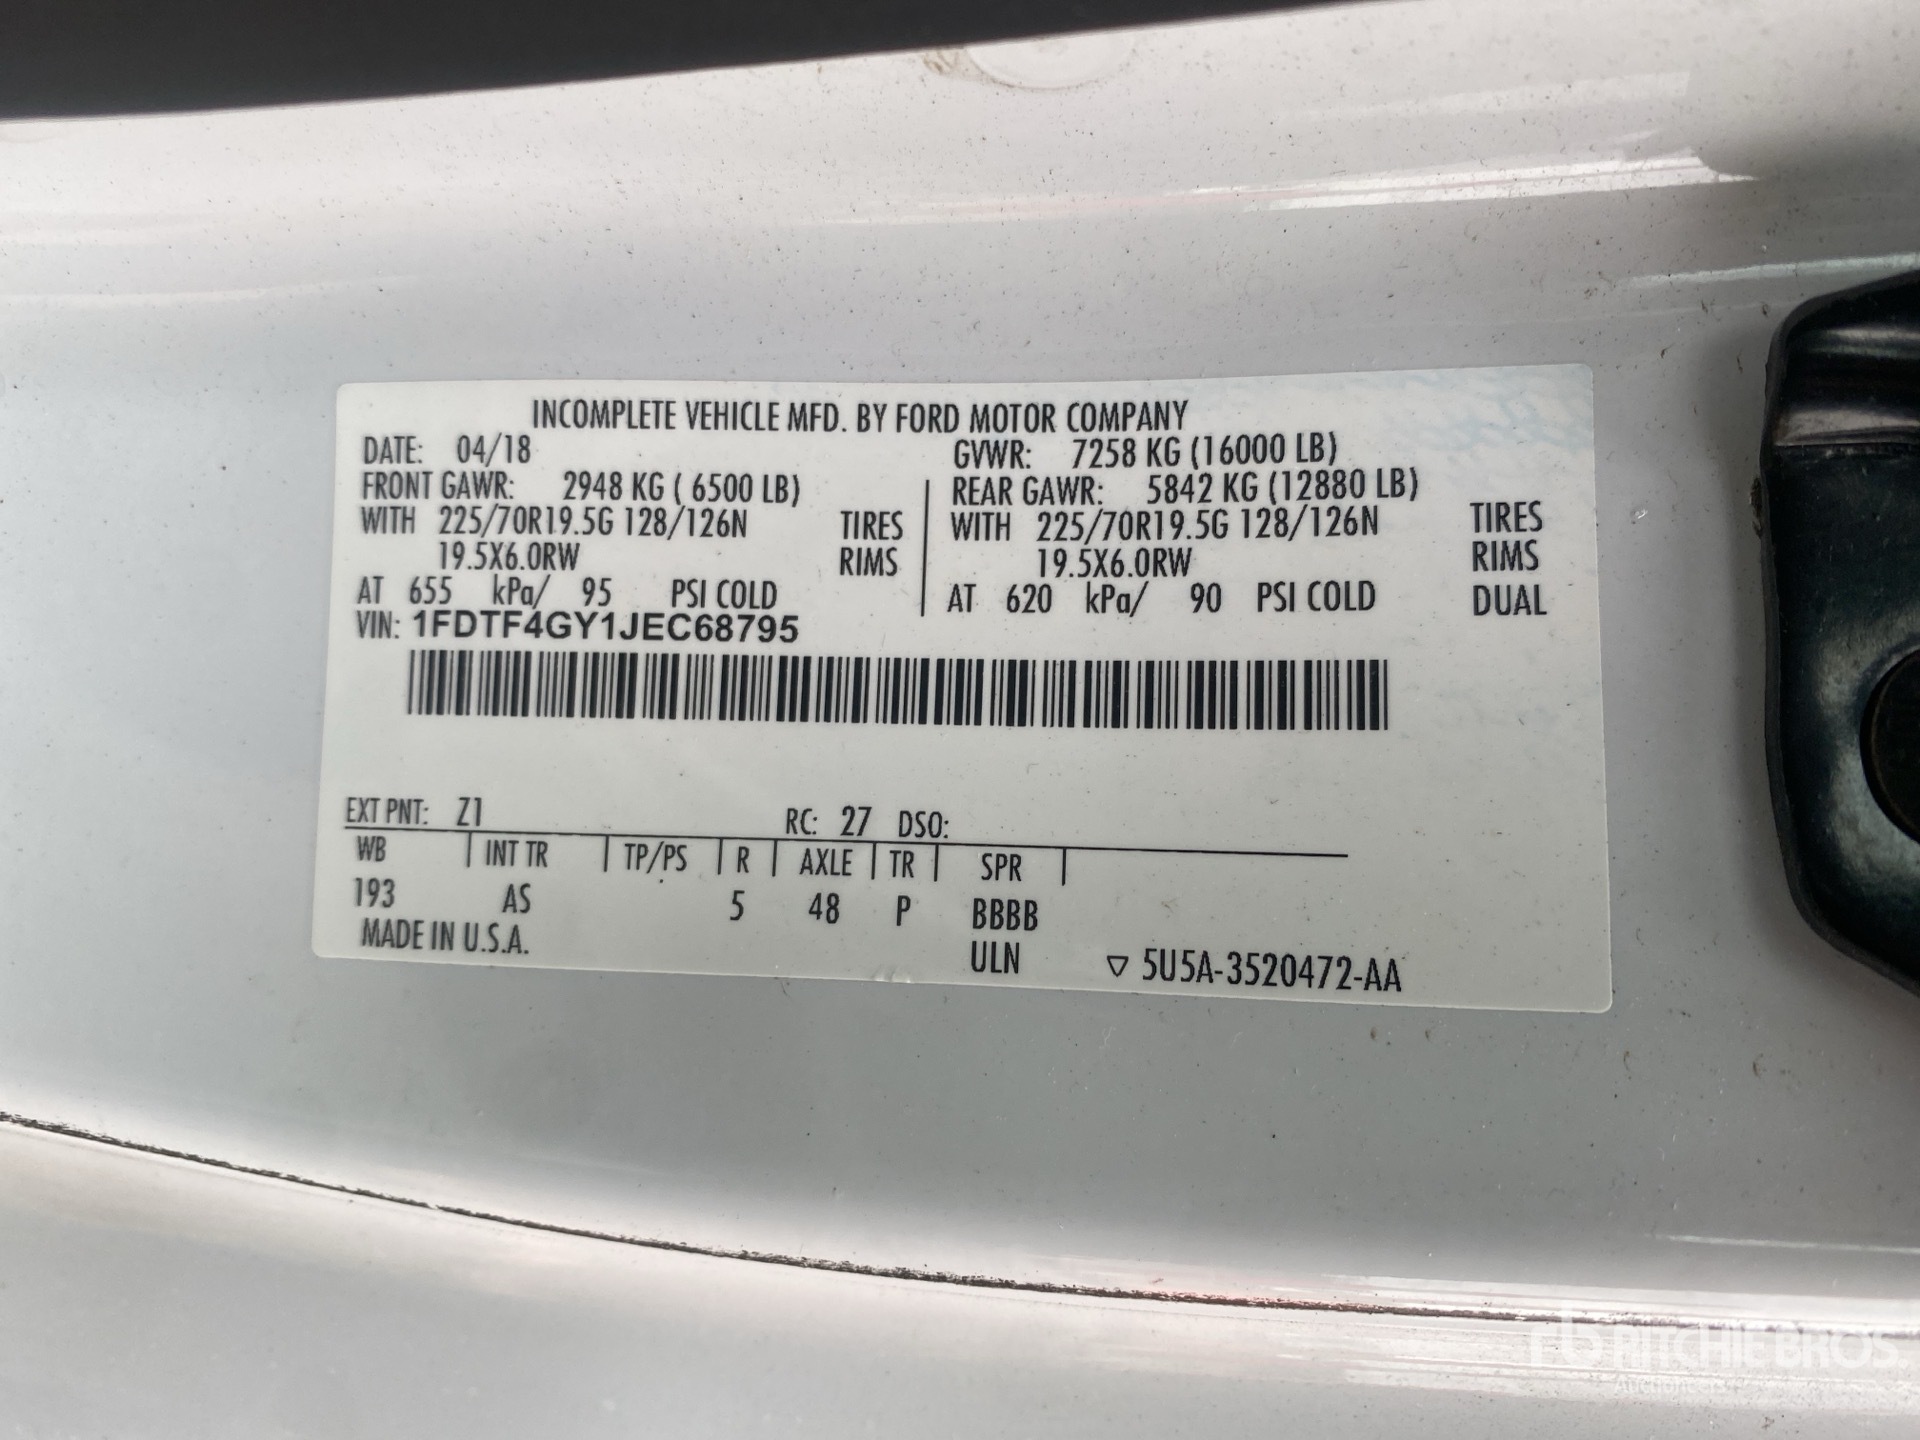 INCOMPLETE VEHICLE MFD. BY FORD MOTOR COMPANY
DATE: 04/18 GVWR: 7258 KG (16000 LB)
FRONT GAWR: 2948 KG ( 6500 LB) REAR GAWR: 5842 KG (12880 LB)
WITH 225/70R19.5G 128/126N TIRES WITH 225/70R19.5G 128/126N TIRES
19.5X6.0RW RIMS 19.5X6.0RW RIMS
AT 655 kPa/ 95 PSI COLD AT 620 kPa/ 90 PSI COLD DUAL
VIN: 1FDTF4GY1JEC68795
EXT PNT: Z1 RC: 27 DSO:
WB | INT TR | TP/PS | R | AXLE | TR | SPR |
193 AS 5 48 P BBBB
MADE IN U.S.A. ULN ▽ 5U5A-3520472-AA
rb RITCHIE BROS.
Auctioneers